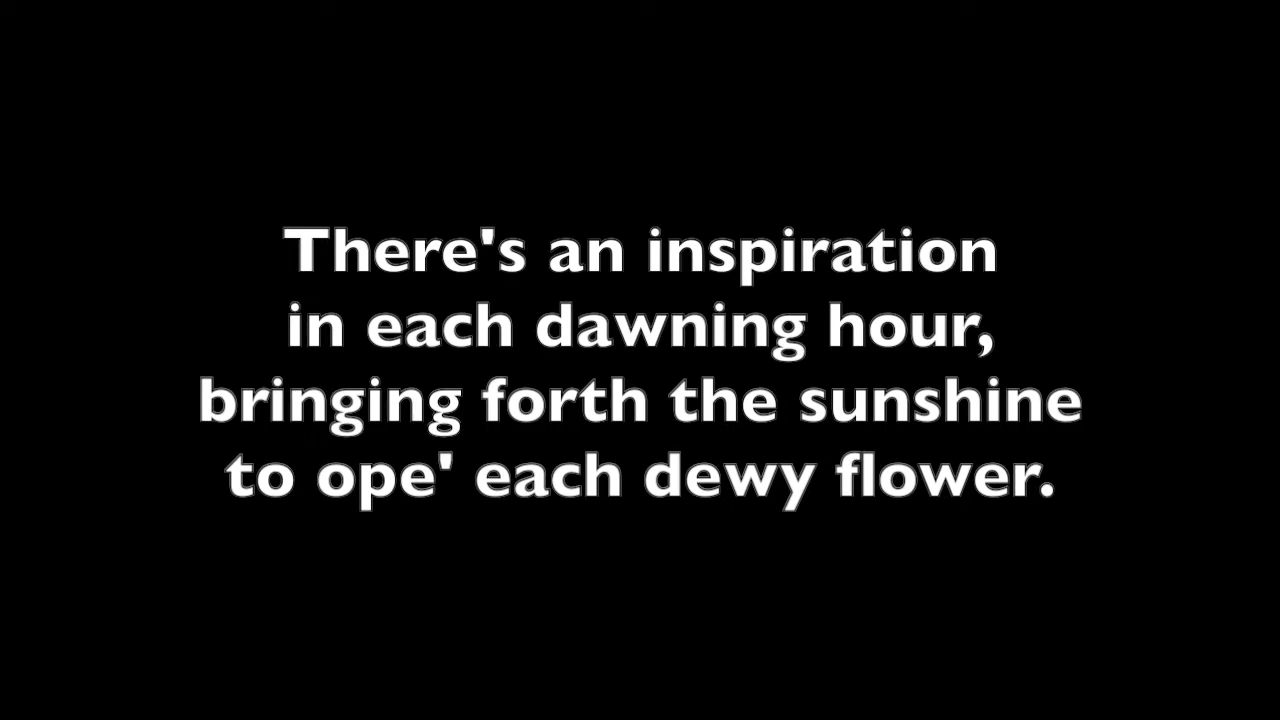 There's an inspiration
in each dawning hour,
bringing forth the sunshine
to ope' each dewy flower.